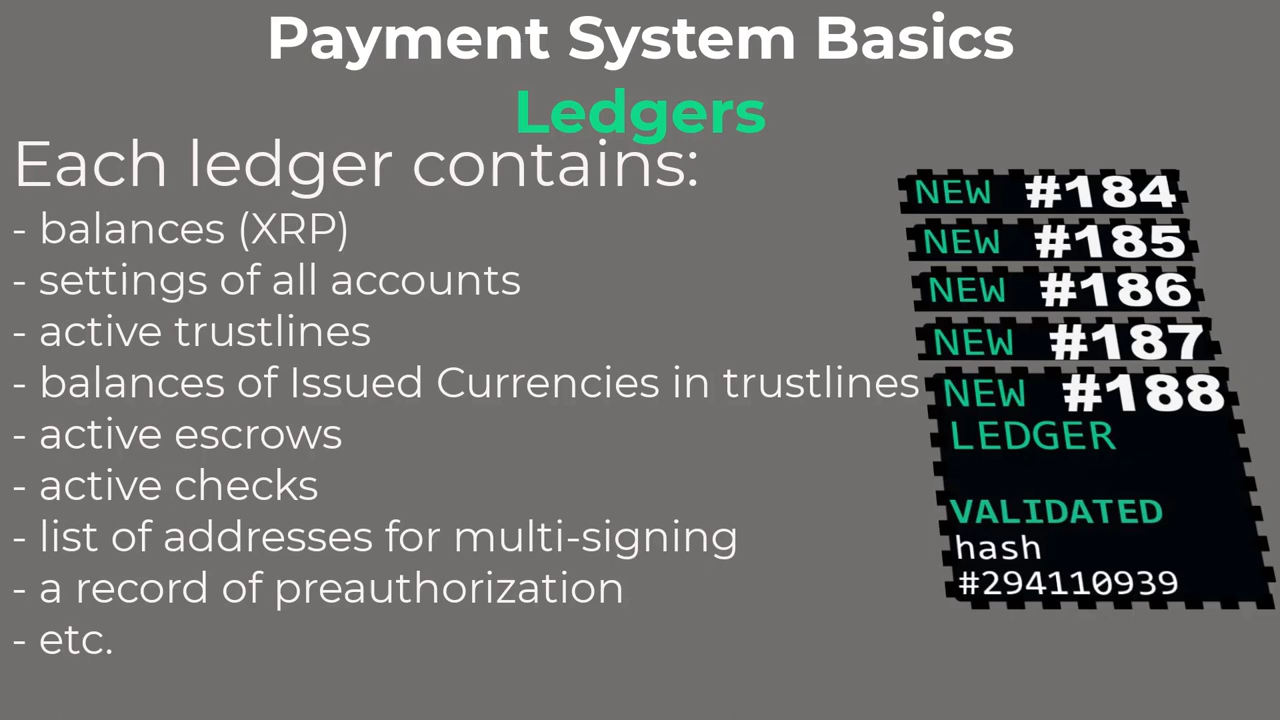 Payment System Basics
Ledgers
Each ledger contains:
- balances (XRP)
- settings of all accounts
- active trustlines
- balances of Issued Currencies in trustlines
- active escrows
- active checks
- list of addresses for multi-signing
- a record of preauthorization
- etc.
NEW #184
NEW #185
NEW #186
NEW #187
NEW #188
LEDGER
VALIDATED
hash
#294110939